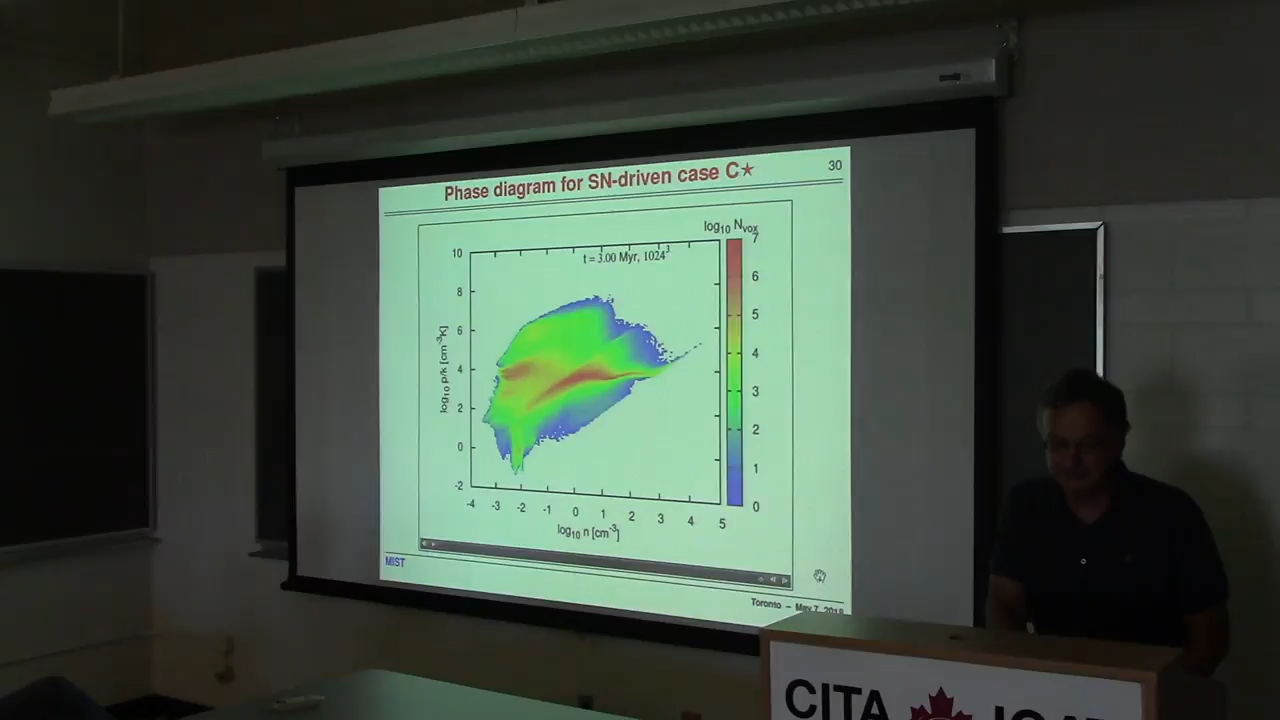 Phase diagram for SN-driven case C★
30
log10 Nvox
t = 3.00 Myr, 1024³
10
8
6
4
2
0
-2
log10 p/k [cm-3K]
-4 -3 -2 -1 0 1 2 3 4 5
log10 n [cm-3]
7
6
5
4
3
2
1
0
MIST
Toronto – May 7, 2018
CITA